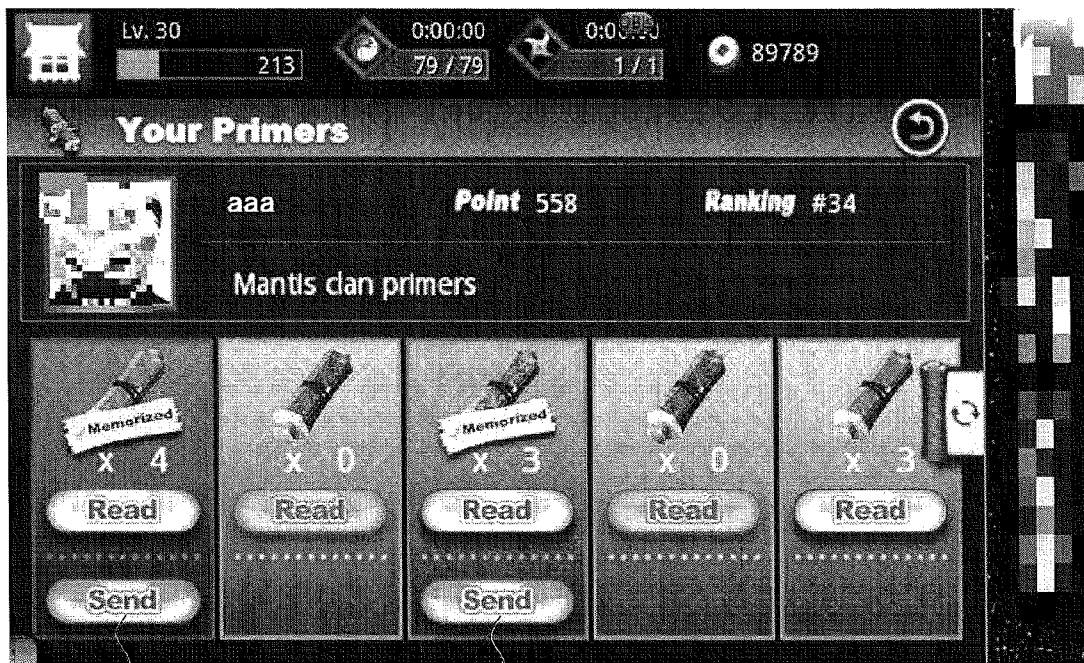 Lv. 30
213
0:00:00
79 / 79
1 / 1
89789
Your Primers
aaa
Point 558
Ranking #34
Mantis clan primers
Memorized
x 4
Read
Send
x 0
Read
Memorized
x 3
Read
Send
x 0
Read
x 3
Read